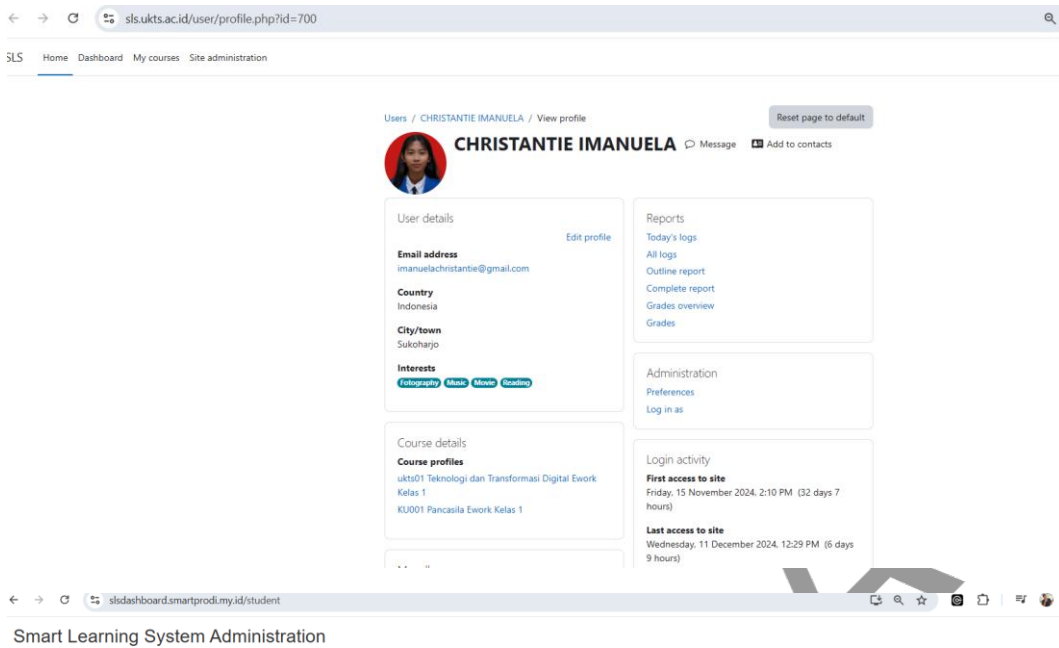 sls.ukts.ac.id/user/profile.php?id=700
SLS Home Dashboard My courses Site administration
Users / CHRISTANTIE IMANUELA / View profile
Reset page to default
CHRISTANTIE IMANUELA Message Add to contacts
User details
Edit profile
Email address
imanuelachristantie@gmail.com
Country
Indonesia
City/town
Sukoharjo
Interests
Fotography Music Movie Reading
Course details
Course profiles
ukts01 Teknologi dan Transformasi Digital Ework
Kelas 1
KU001 Pancasila Ework Kelas 1
Reports
Today's logs
All logs
Outline report
Complete report
Grades overview
Grades
Administration
Preferences
Log in as
Login activity
First access to site
Friday, 15 November 2024, 2:10 PM (32 days 7
hours)
Last access to site
Wednesday, 11 December 2024, 12:29 PM (6 days
9 hours)
slsdashboard.smartprodi.my.id/student
Smart Learning System Administration